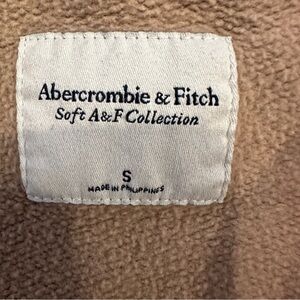 Abercrombie & Fitch
Soft A&F Collection
S
MADE IN PHILIPPINES